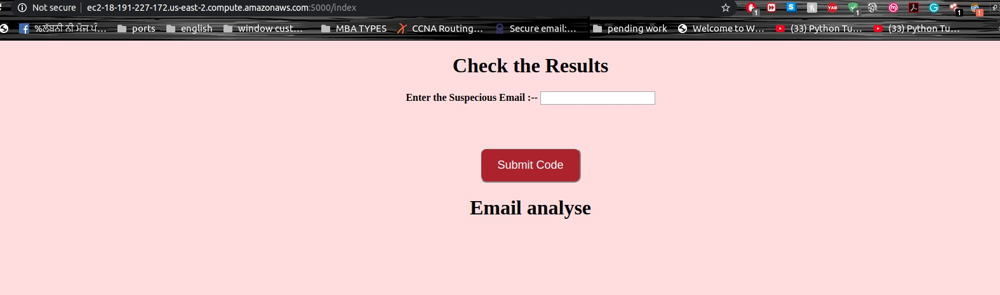 Not secure ec2-18-191-227-172.us-east-2.compute.amazonaws.com:5000/index
%ਲੱਬਨੀ ਨੀ ਮੌਜ ਪੰ... ports english window cust... MBA TYPES CCNA Routing... Secure email:... pending work Welcome to W... (33) Python Tu... (33) Python Tu...
Check the Results
Enter the Suspecious Email :--
Submit Code
Email analyse